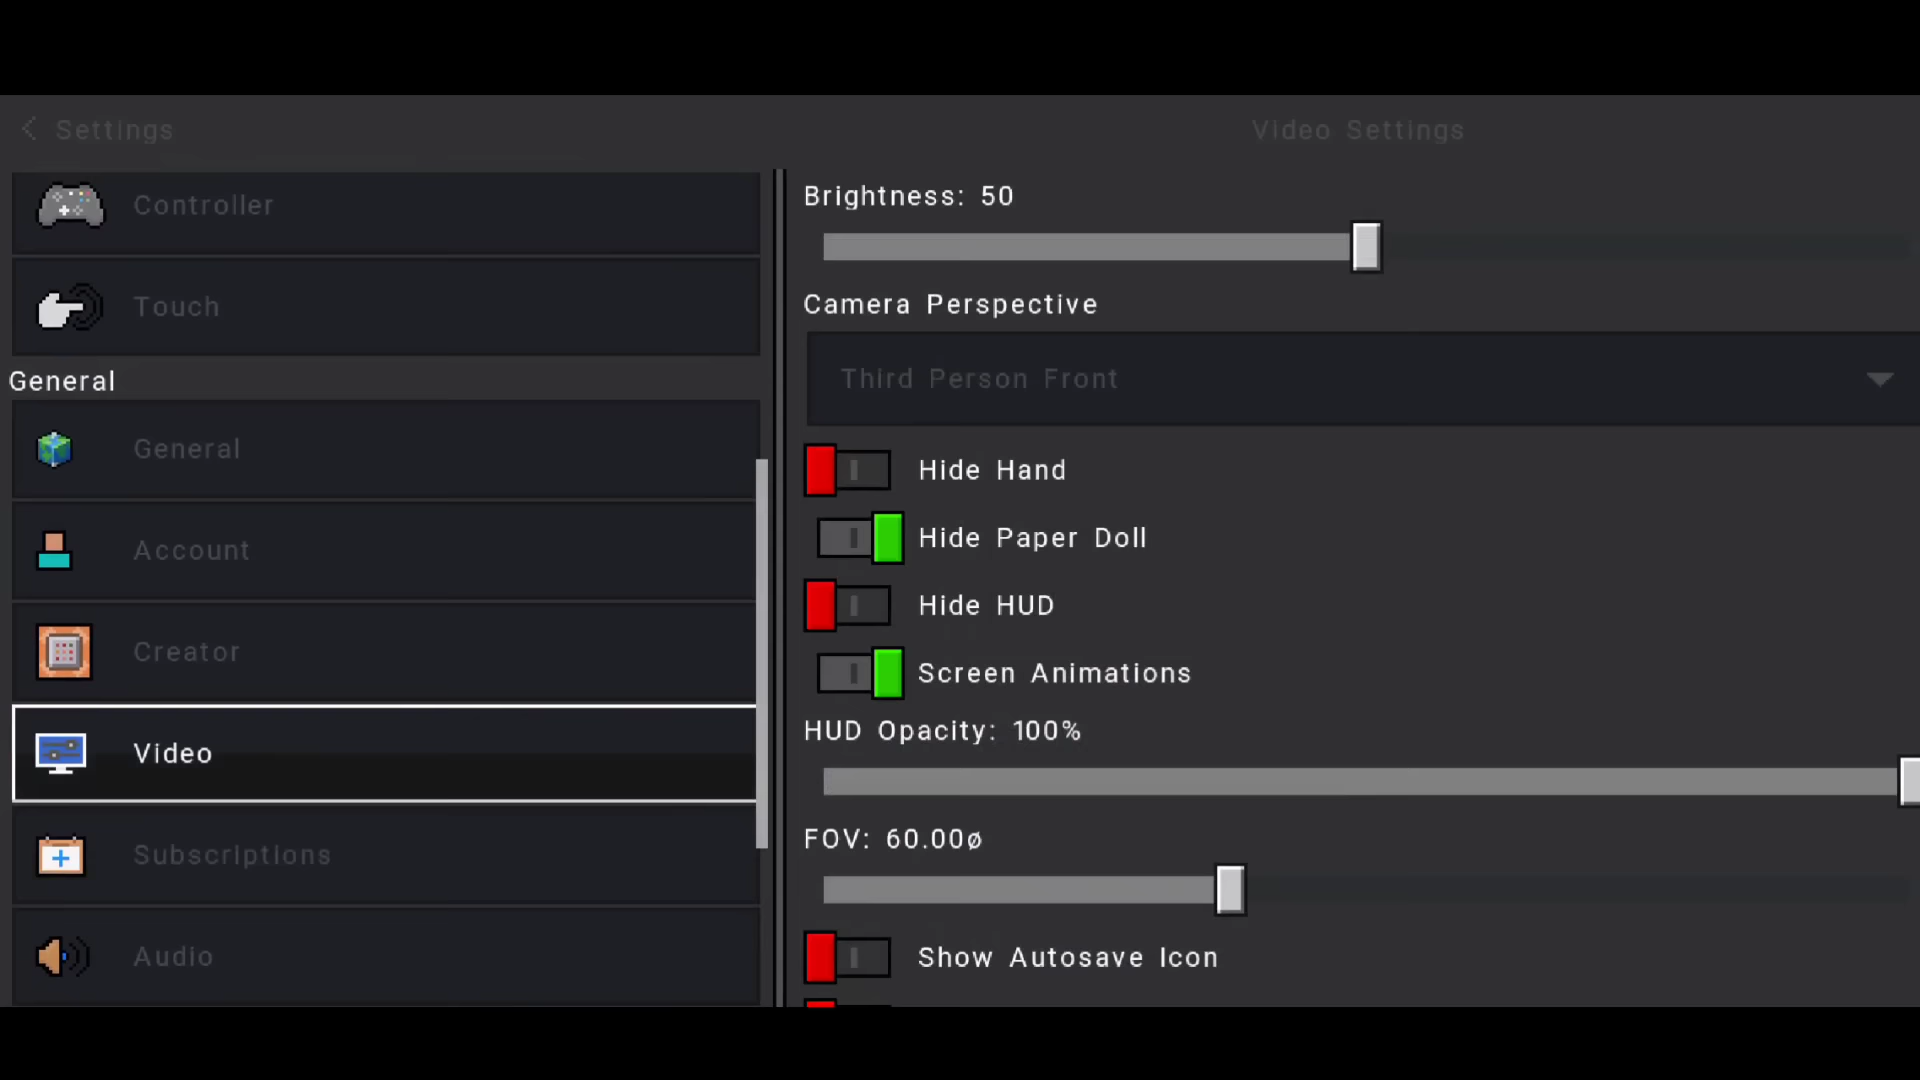 Settings
Video Settings
Controller
Touch
General
General
Account
Creator
Video
Subscriptions
Audio
Brightness: 50
Camera Perspective
Third Person Front
Hide Hand
Hide Paper Doll
Hide HUD
Screen Animations
HUD Opacity: 100%
FOV: 60.00ø
Show Autosave Icon